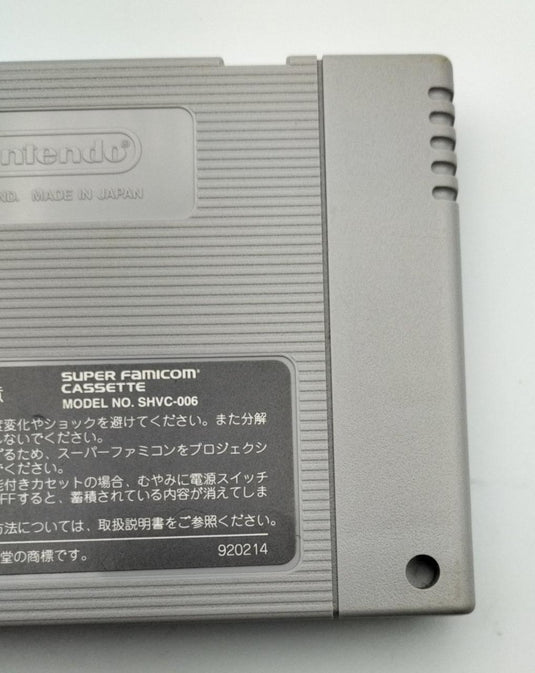 ntendo®
ND. MADE IN JAPAN
SUPER FAMICOM®
CASSETTE
MODEL NO. SHVC-006
度変化やショックを避けてください。また分解
しないでください。
るため、スーパーファミコンをプロジェクシ
でください。
能付きカセットの場合、むやみに電源スイッチ
FFすると、蓄積されている内容が消えてしま
方法については、取扱説明書をご参照ください。
堂の商標です。
920214